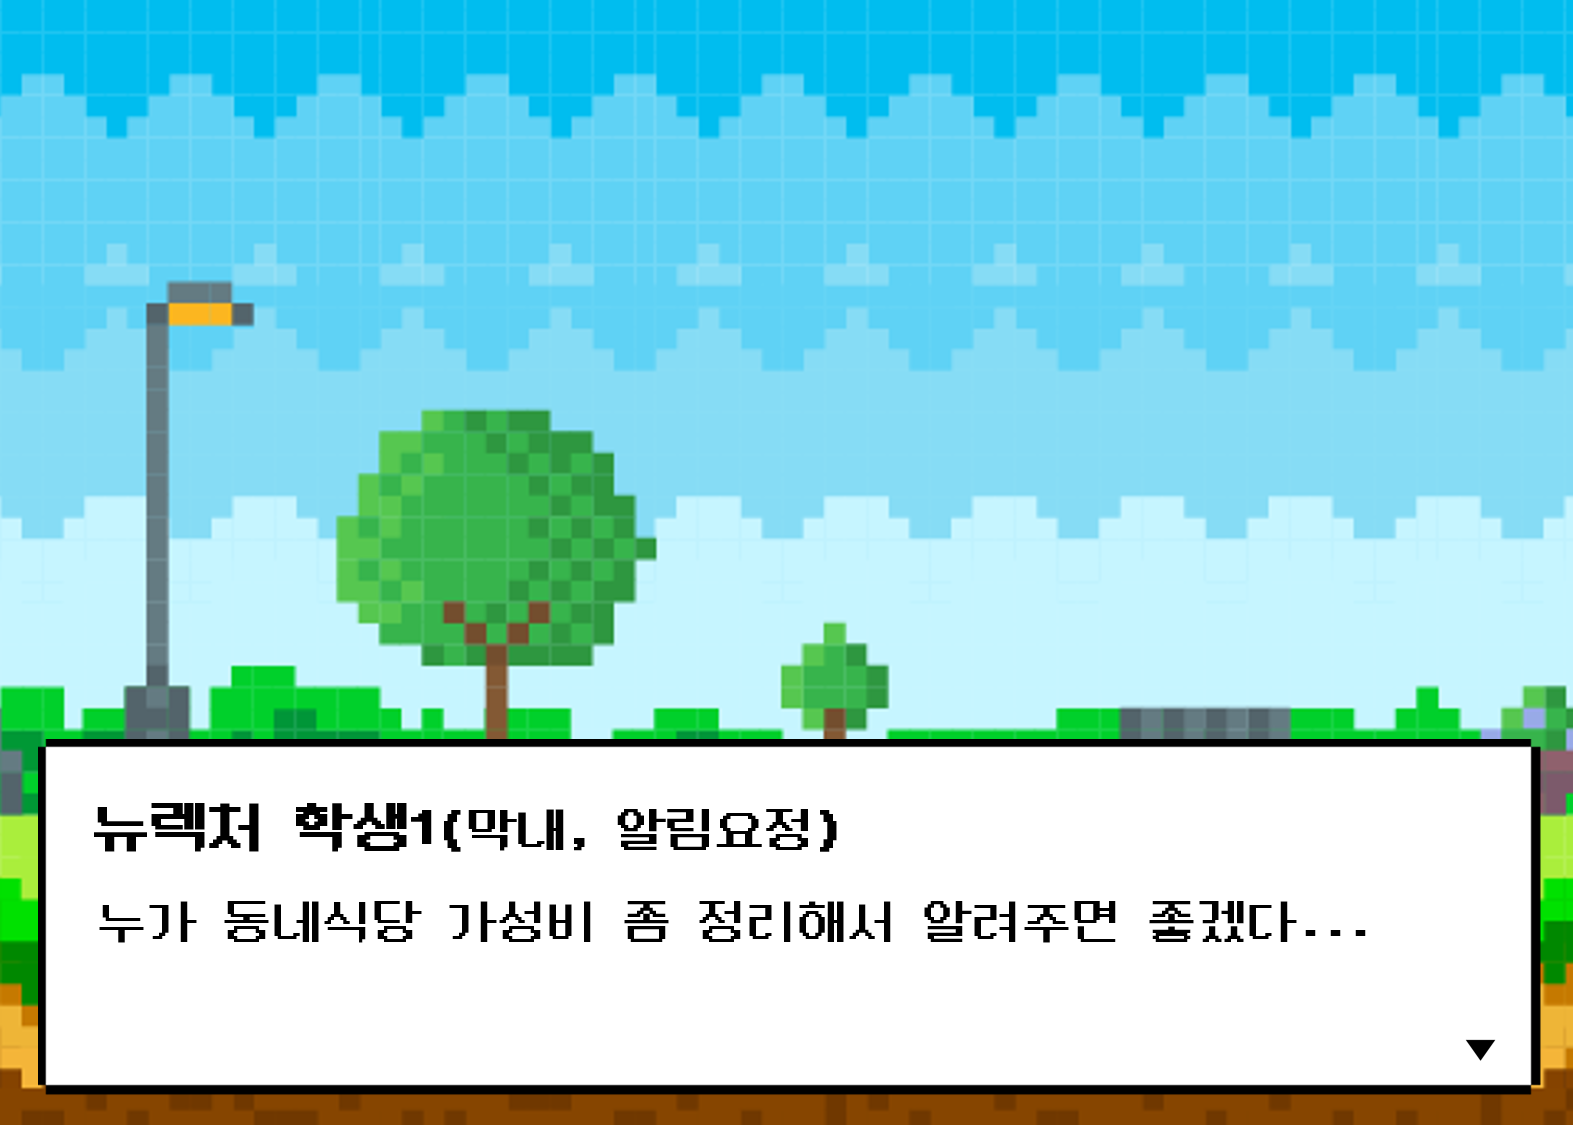 뉴렉처 학생1(막내, 알림요정)
누가 동네식당 가성비 좀 정리해서 알려주면 좋겠다...